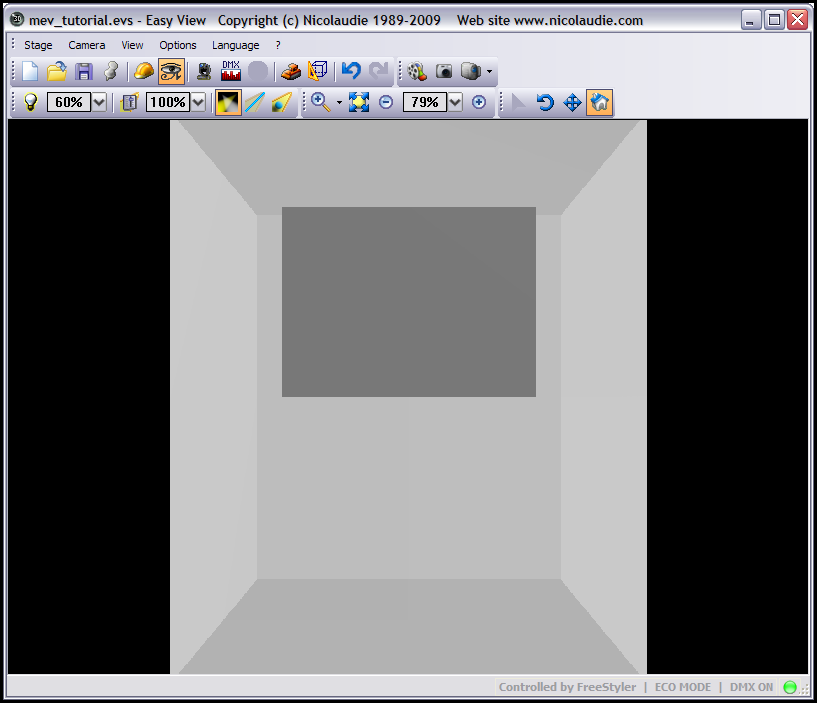 mev_tutorial.evs - Easy View Copyright (c) Nicolaudie 1989-2009 Web site www.nicolaudie.com
Stage Camera View Options Language ?
DMX
60% 100% 79%
Controlled by FreeStyler | ECO MODE | DMX ON